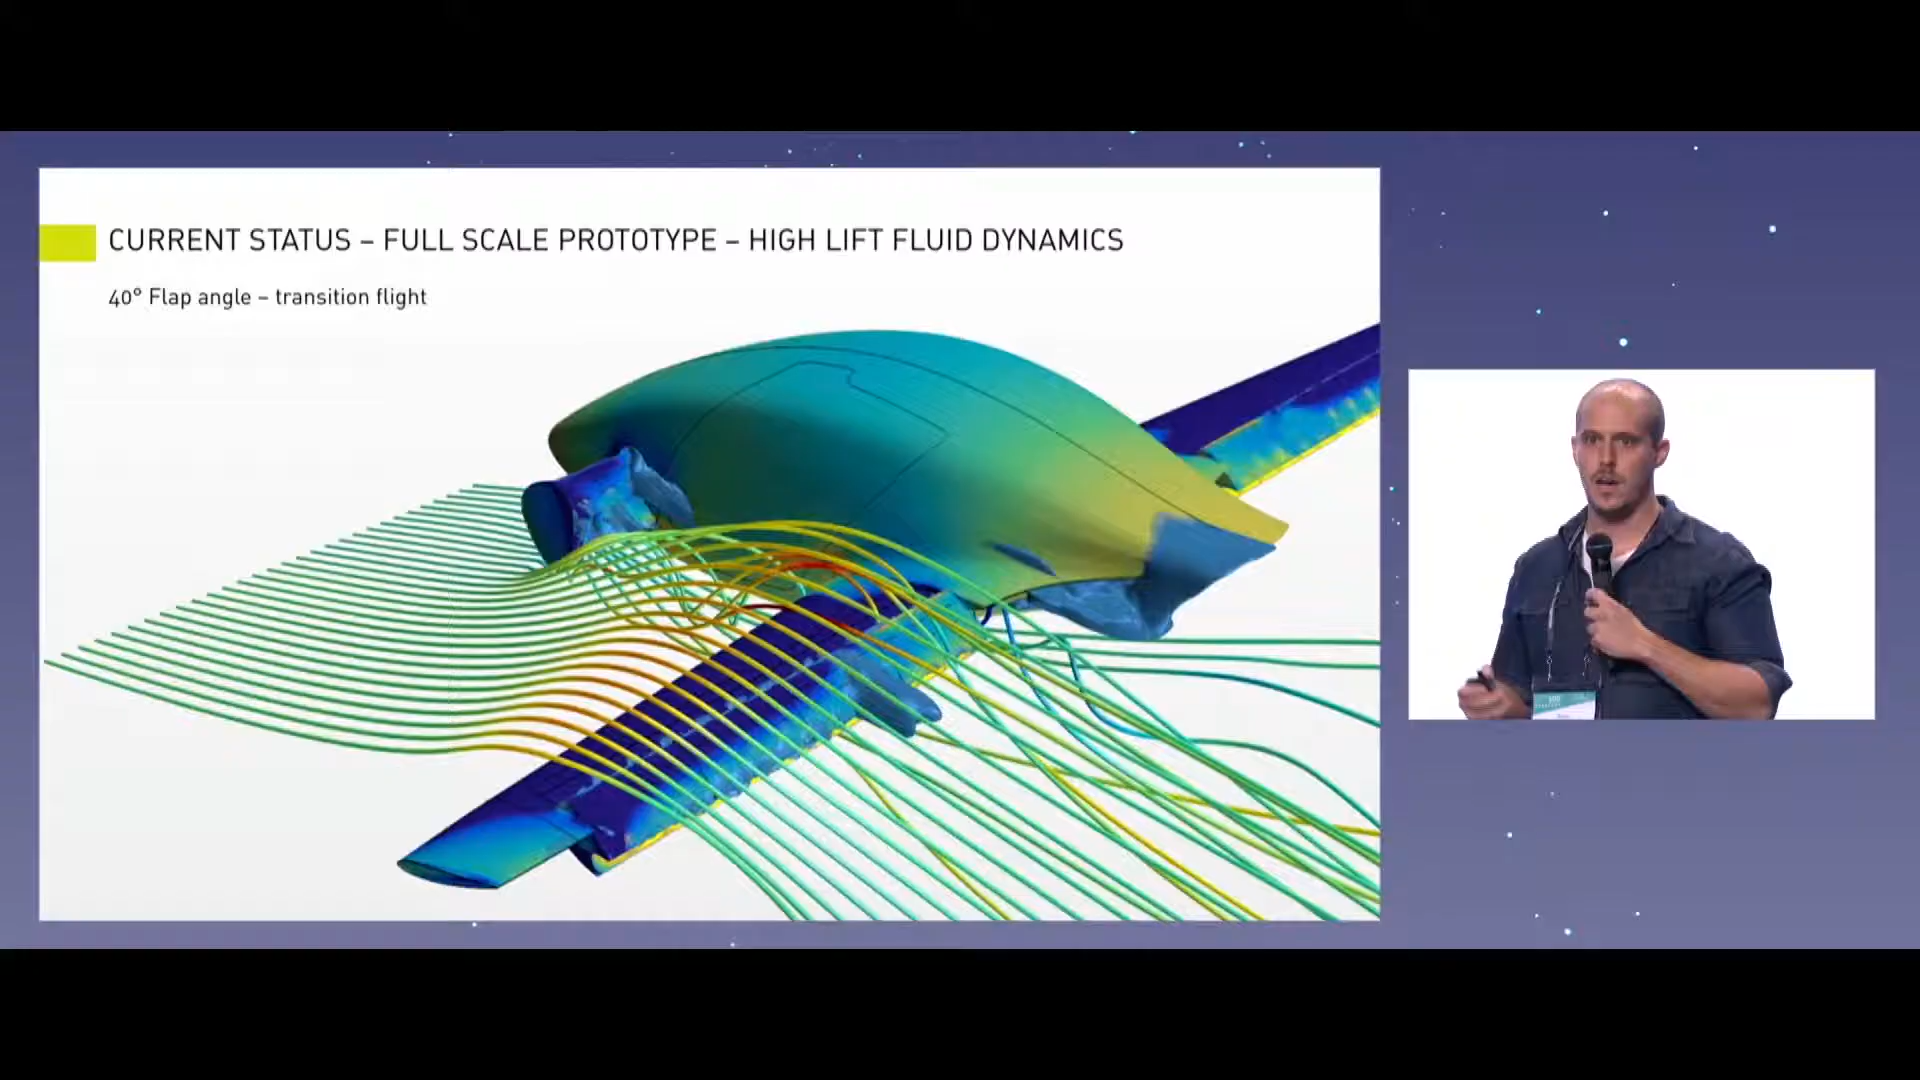 CURRENT STATUS – FULL SCALE PROTOTYPE – HIGH LIFT FLUID DYNAMICS
40° Flap angle – transition flight